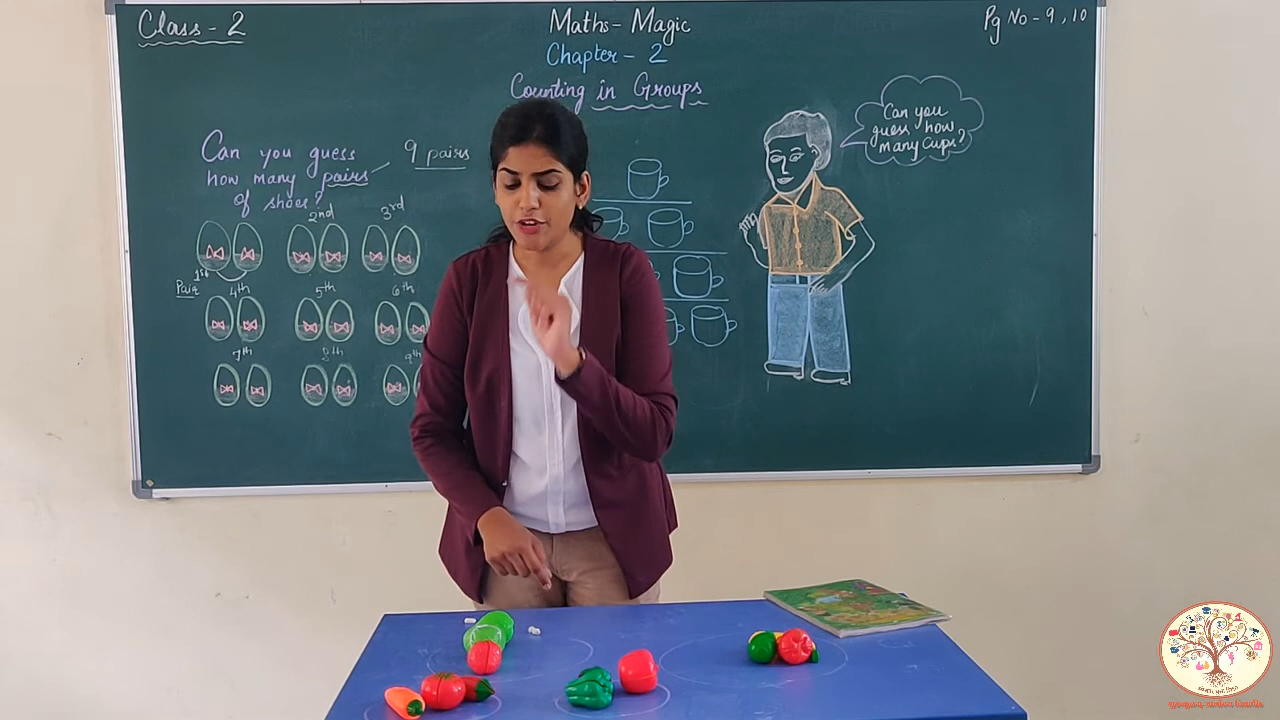 Class - 2
Maths - Magic
Pg No - 9, 10
Chapter - 2
Counting in Groups
Can you guess
how many pairs
of shoes?
9 pairs
2nd
3rd
1st
Pair
4th
5th
6th
7th
8th
9th
Can you
guess how
many cups?